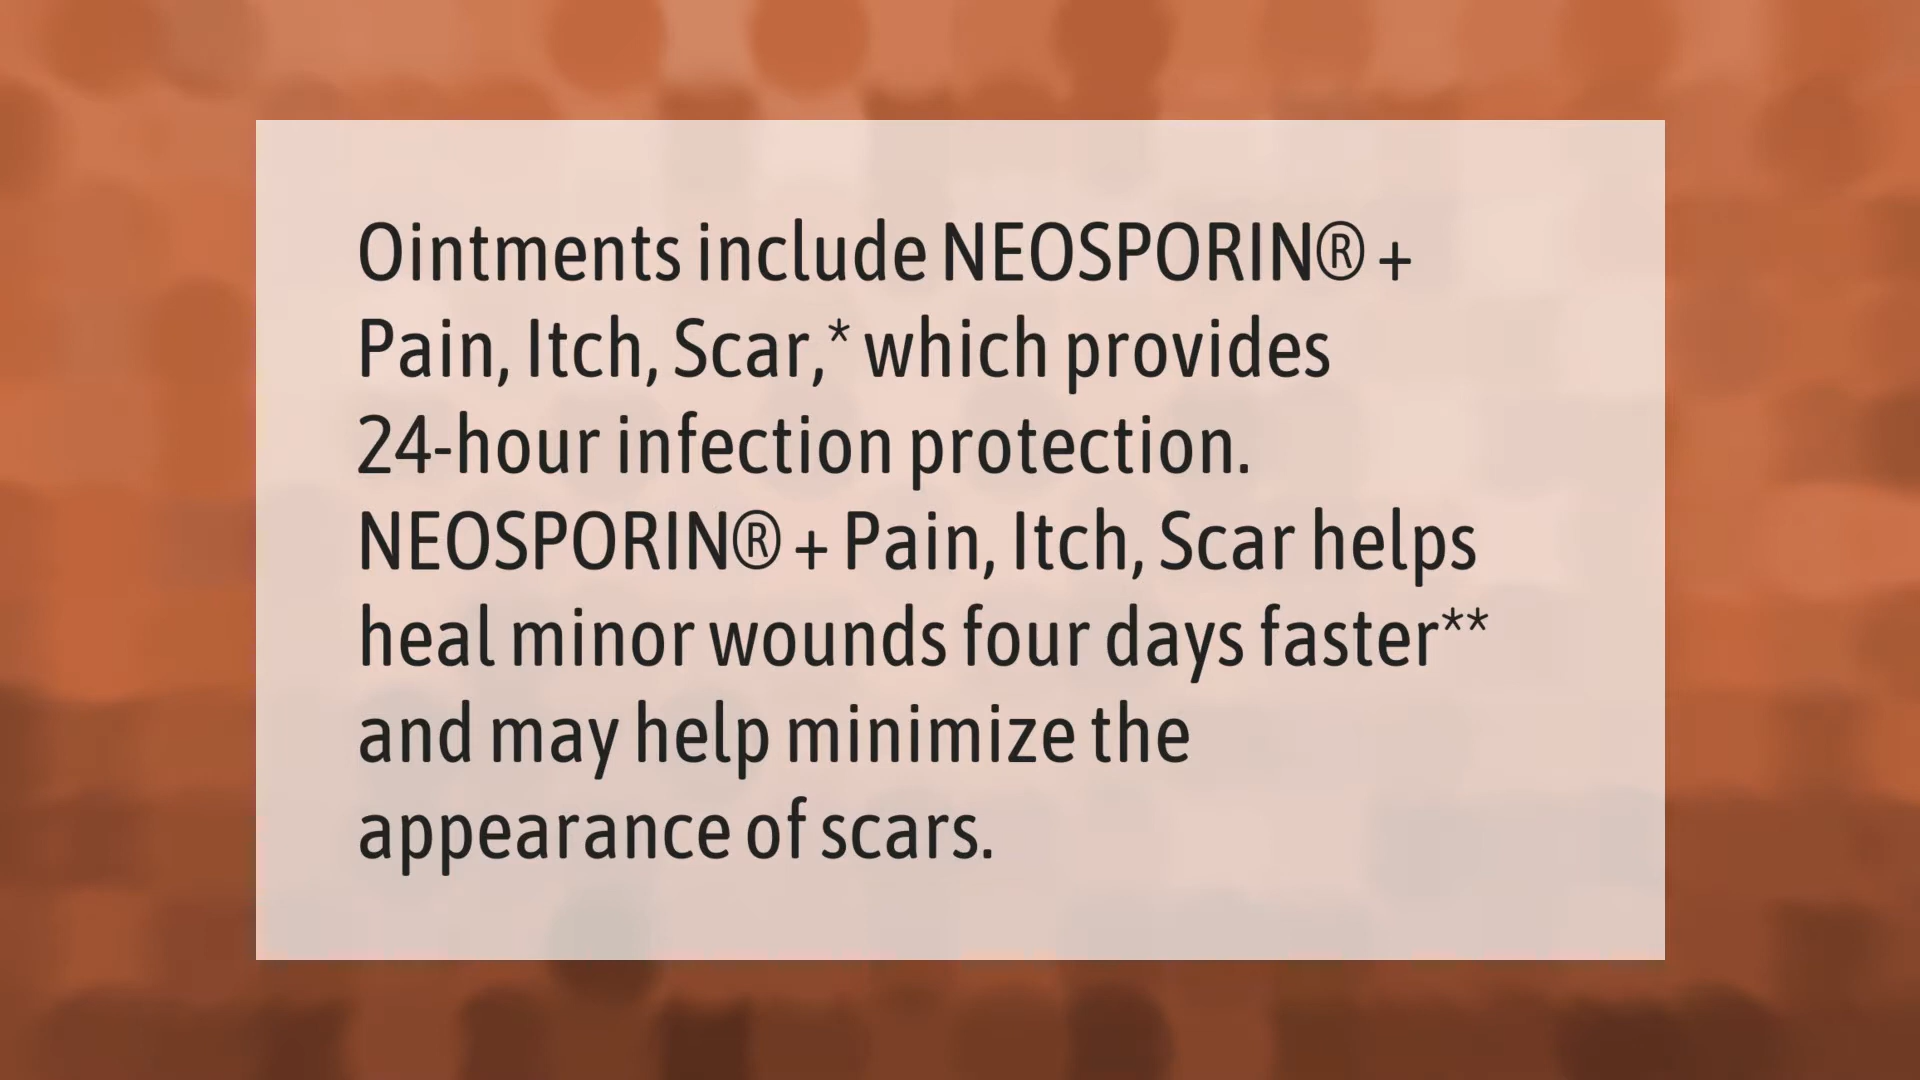 Ointments include NEOSPORIN® +
Pain, Itch, Scar,* which provides
24-hour infection protection.
NEOSPORIN® + Pain, Itch, Scar helps
heal minor wounds four days faster**
and may help minimize the
appearance of scars.